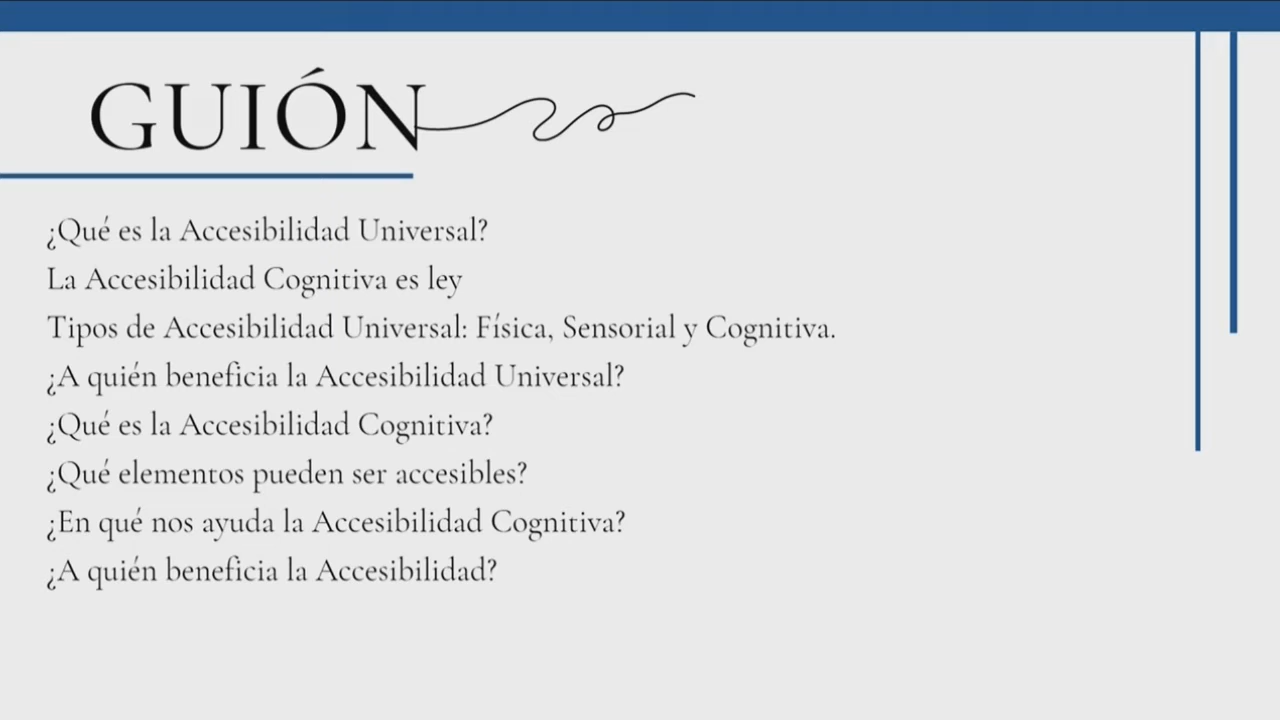 GUIÓN
¿Qué es la Accesibilidad Universal?
La Accesibilidad Cognitiva es ley
Tipos de Accesibilidad Universal: Física, Sensorial y Cognitiva.
¿A quién beneficia la Accesibilidad Universal?
¿Qué es la Accesibilidad Cognitiva?
¿Qué elementos pueden ser accesibles?
¿En qué nos ayuda la Accesibilidad Cognitiva?
¿A quién beneficia la Accesibilidad?